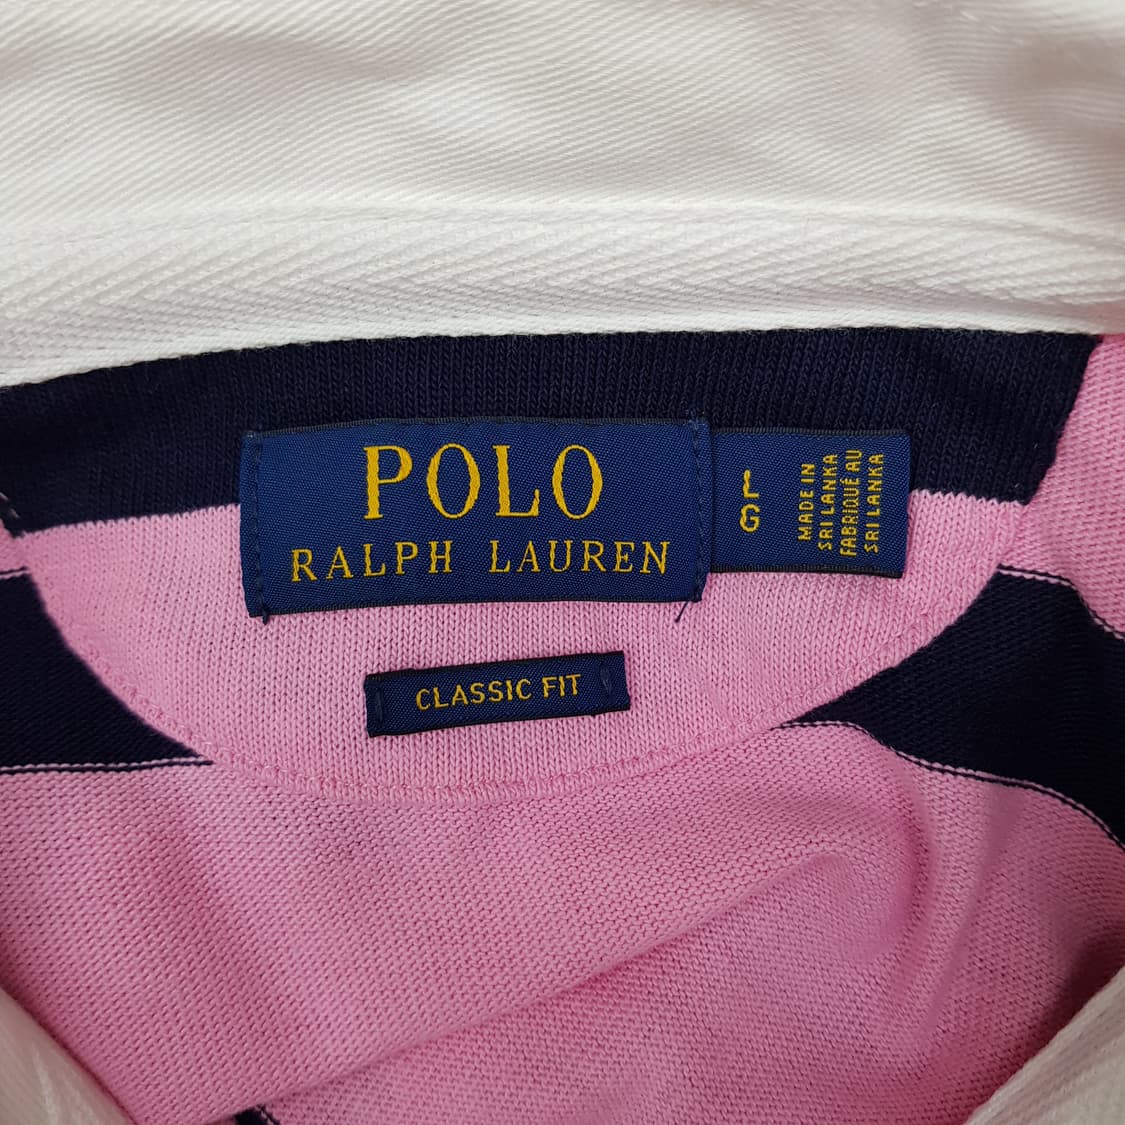 POLO
RALPH LAUREN
L
G
MADE IN
SRI LANKA
FABRIQUÉ AU
SRI LANKA
CLASSIC FIT